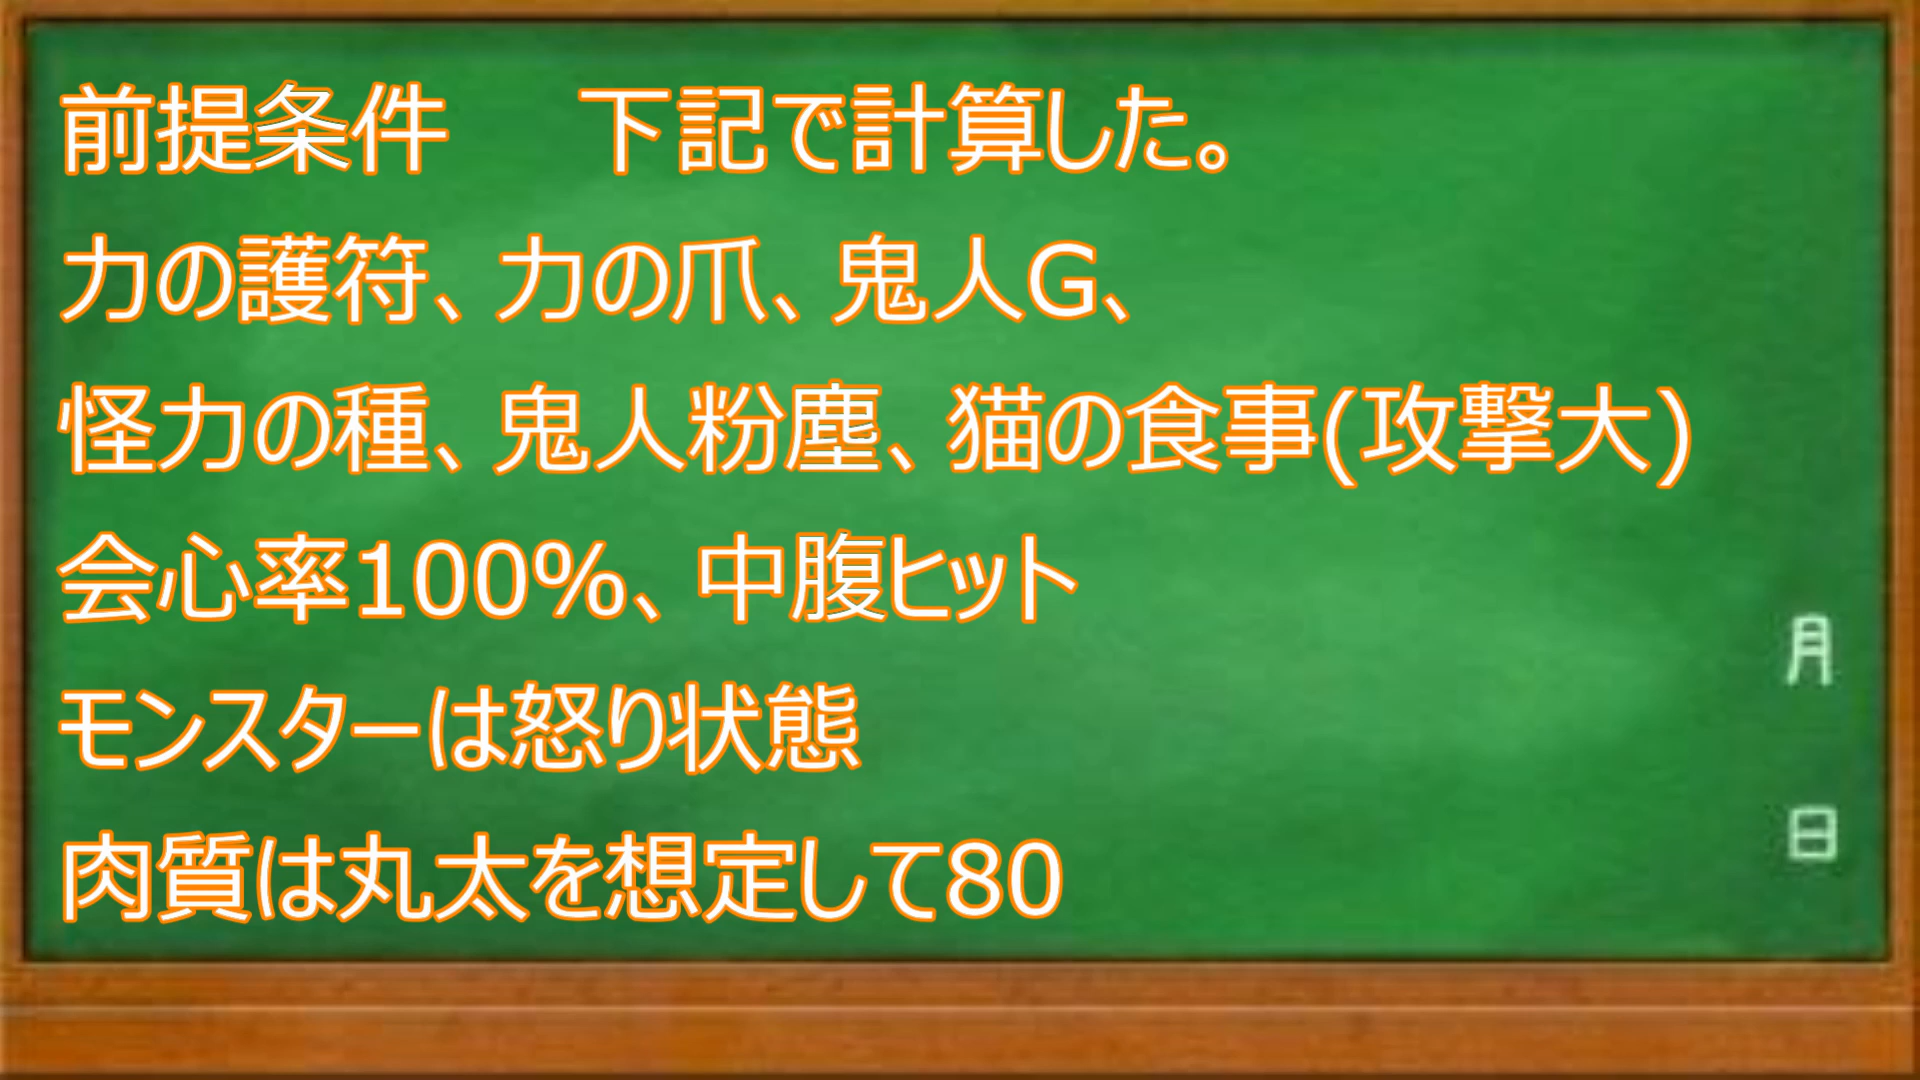 前提条件　下記で計算した。
力の護符、力の爪、鬼人G、
怪力の種、鬼人粉塵、猫の食事(攻撃大)
会心率100%、中腹ヒット
モンスターは怒り状態
肉質は丸太を想定して80
月
日